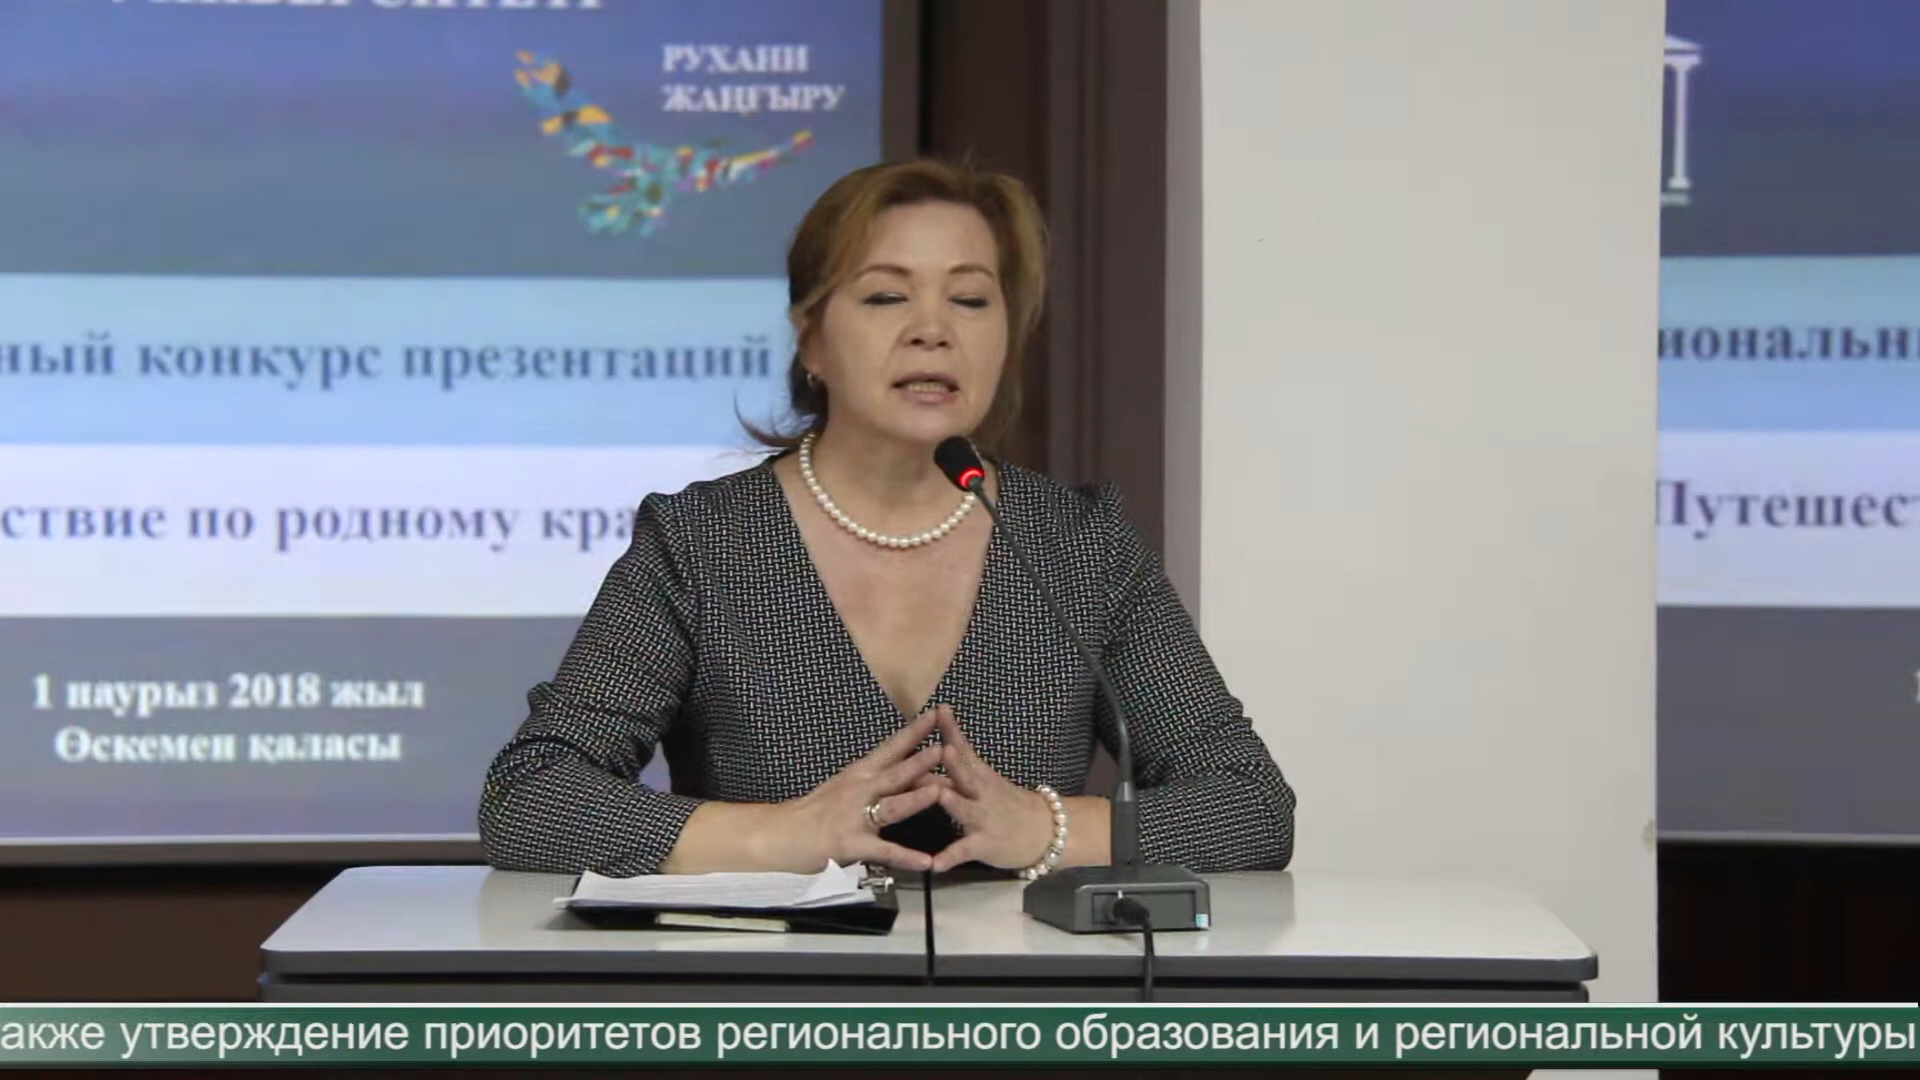 РУХАНИ
ЖАҢҒЫРУ
ный конкурс презентаций
ствие по родному кра
1 наурыз 2018 жыл
Өскемен қаласы
иональн
Путешест
акже утверждение приоритетов регионального образования и региональной культуры